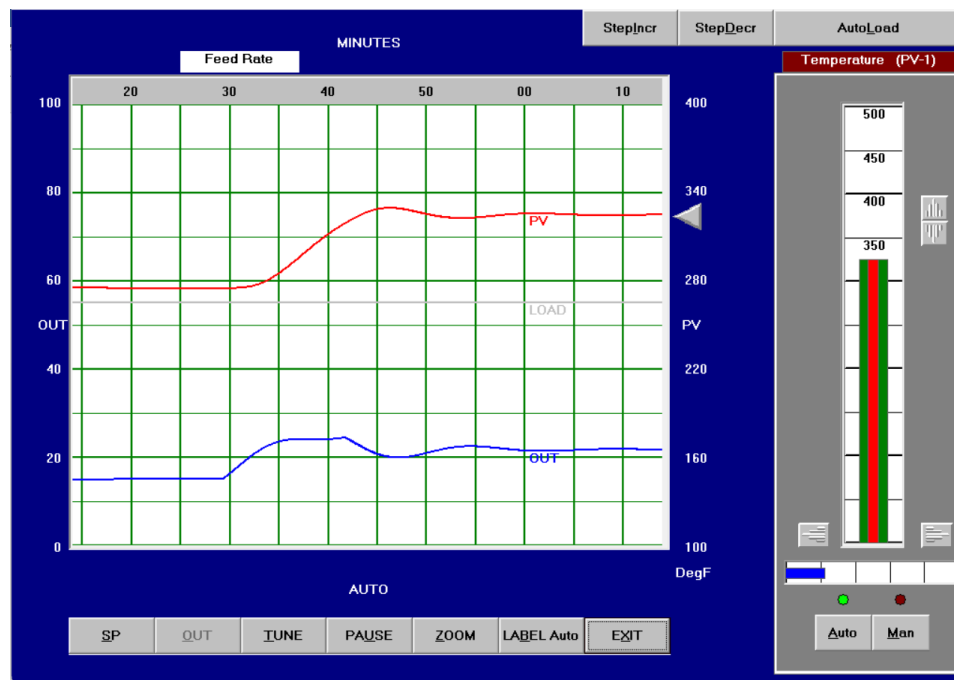 StepIncr StepDecr AutoLoad
MINUTES
Feed Rate
Temperature (PV-1)
20 30 40 50 00 10
100 400
500
450
80 340
400
PV
350
60 280
LOAD
OUT PV
40 220
20 160
OUT
0 100
DegF
AUTO
SP OUT TUNE PAUSE ZOOM LABEL Auto EXIT
Auto Man